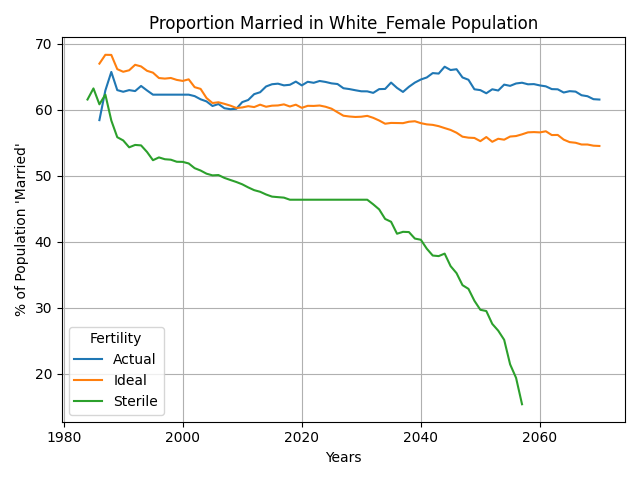 Proportion Married in White_Female Population
% of Population 'Married'
70
60
50
40
30
20
Fertility
Actual
Ideal
Sterile
1980
2000
2020
2040
2060
Years